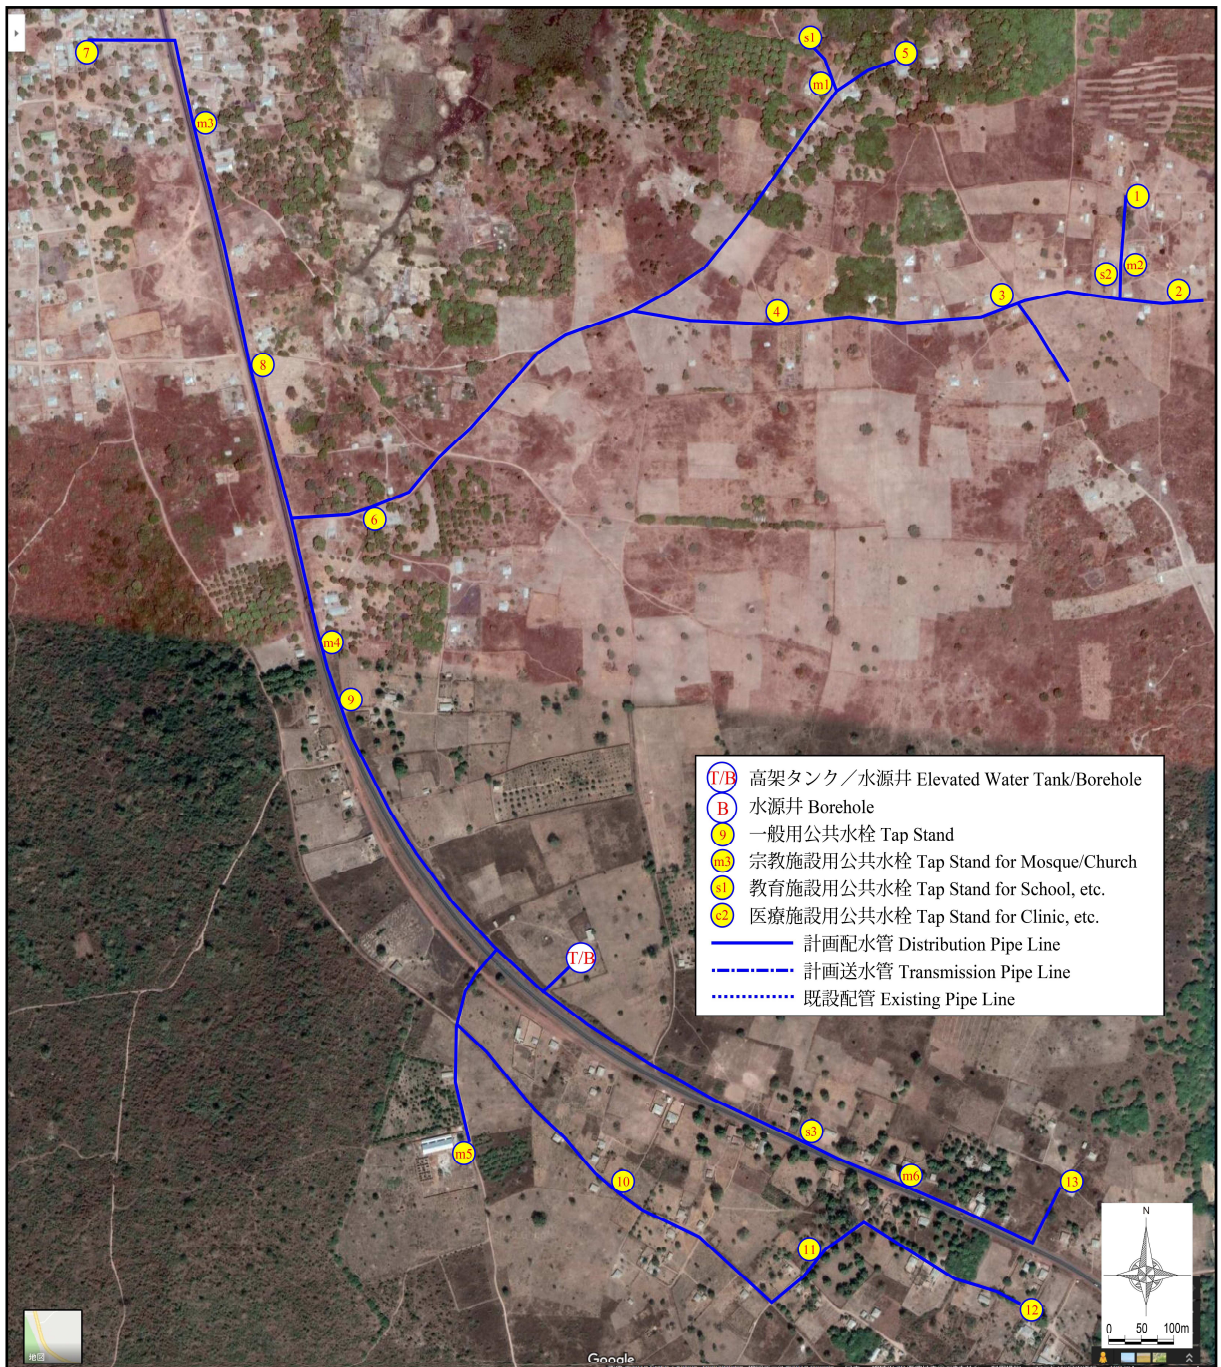 s1
7
5
m1
m3
1
m2
s2
2
3
4
8
6
m4
9
T/B 高架タンク／水源井 Elevated Water Tank/Borehole
B 水源井 Borehole
9 一般用公共水栓 Tap Stand
m3 宗教施設用公共水栓 Tap Stand for Mosque/Church
s1 教育施設用公共水栓 Tap Stand for School, etc.
c2 医療施設用公共水栓 Tap Stand for Clinic, etc.
計画配水管 Distribution Pipe Line
計画送水管 Transmission Pipe Line
既設配管 Existing Pipe Line
T/B
s3
m5
m6
10
13
11
12
N
0 50 100m
地図
Google